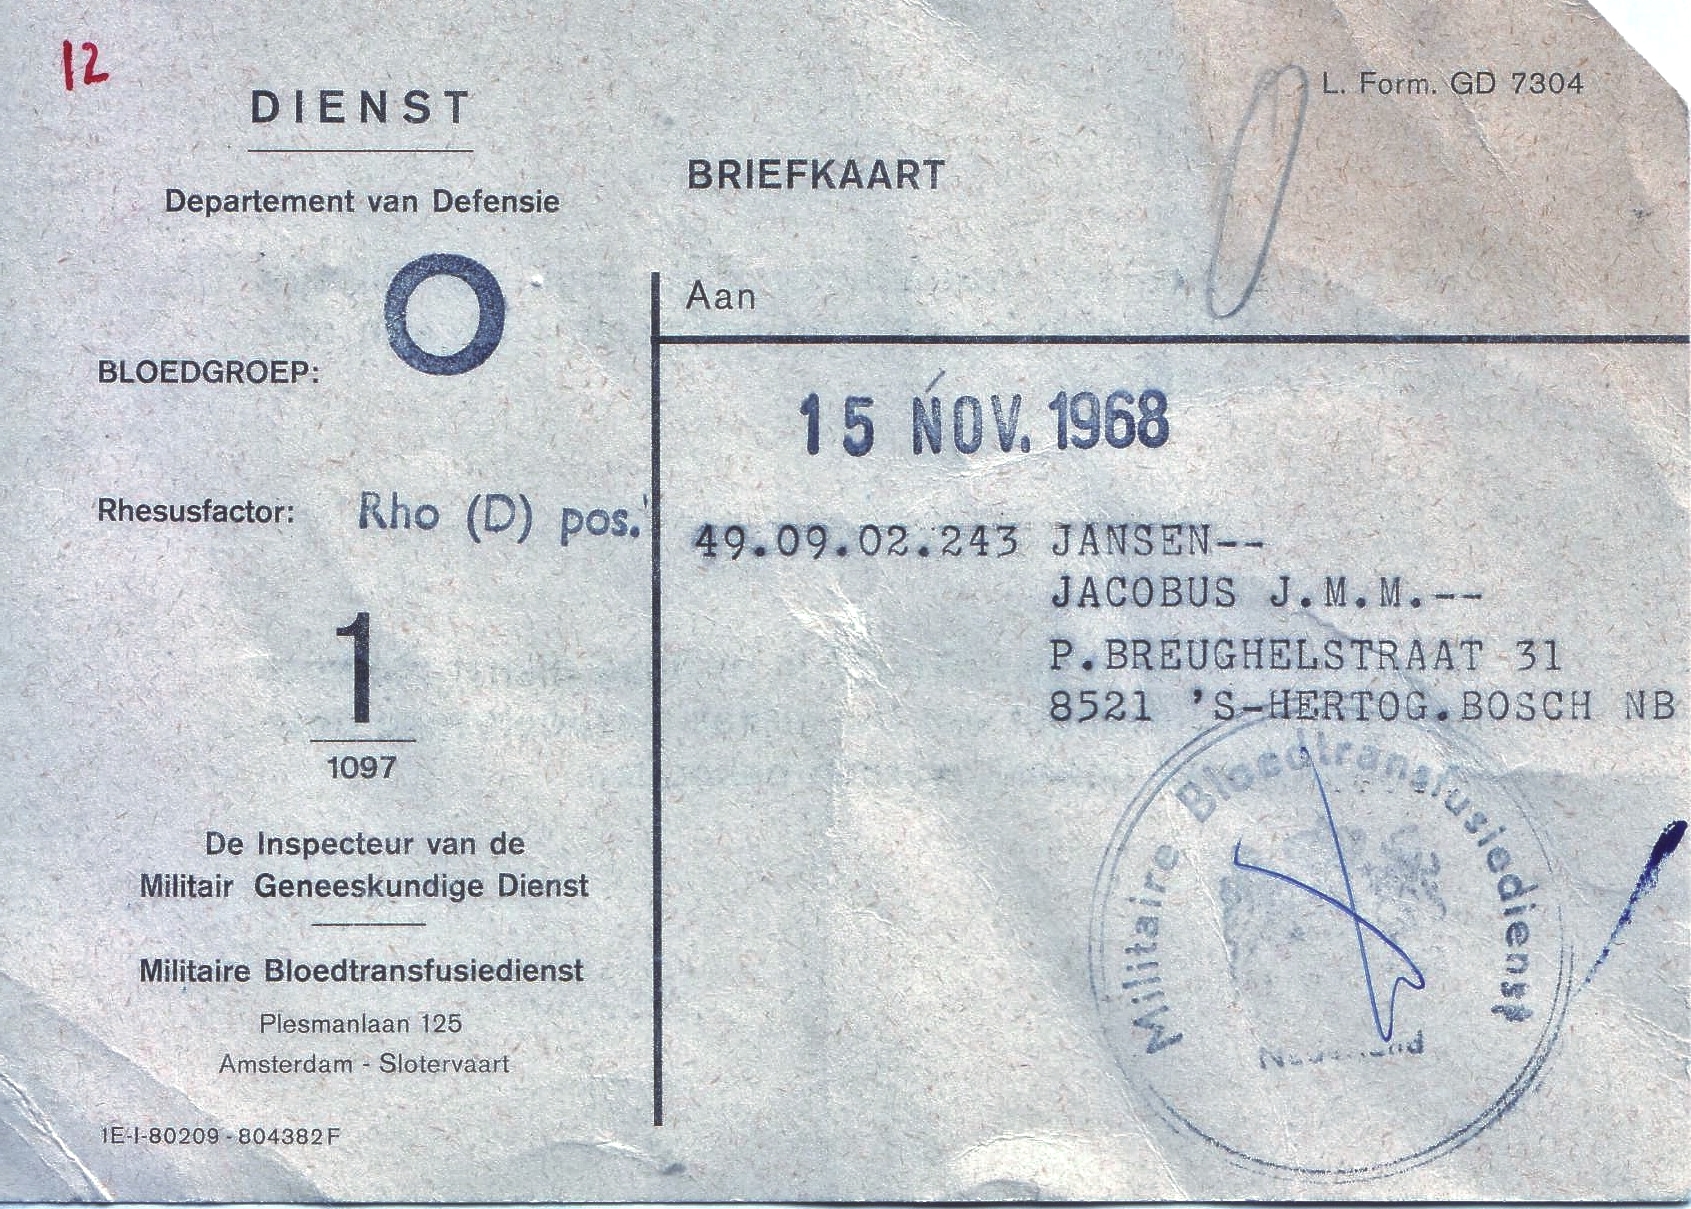 12
DIENST
Departement van Defensie
BLOEDGROEP: O
Rhesusfactor: Rho (D) pos.
1
1097
De Inspecteur van de
Militair Geneeskundige Dienst
Militaire Bloedtransfusiedienst
Plesmanlaan 125
Amsterdam - Slotervaart
1E-I-80209 - 804382F
L. Form. GD 7304
BRIEFKAART
Aan
15 NOV. 1968
49.09.02.243 JANSEN--
JACOBUS J.M.M.--
P.BREUGHELSTRAAT 31
8521 'S-HERTOG.BOSCH NB
Militaire Bloedtransfusiedienst
Nederland